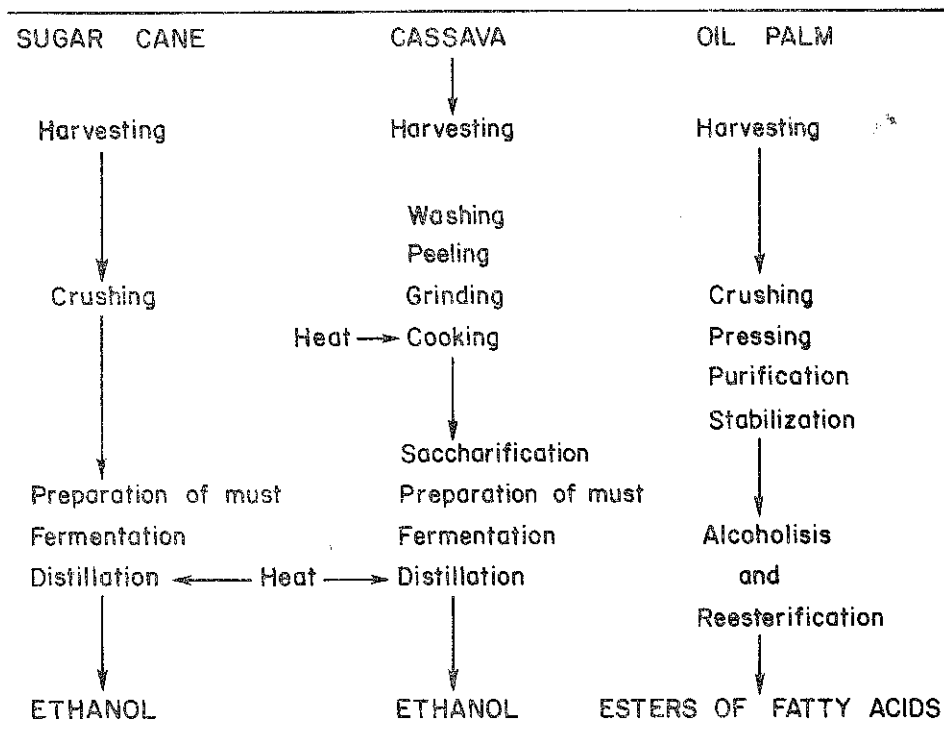 SUGAR CANE CASSAVA OIL PALM
Harvesting Harvesting Harvesting
Washing
Peeling
Crushing Grinding Crushing
Heat → Cooking Pressing
Purification
Stabilization
Saccharification
Preparation of must Preparation of must
Fermentation Fermentation Alcoholisis
Distillation ← Heat → Distillation and
Reesterification
ETHANOL ETHANOL ESTERS OF FATTY ACIDS